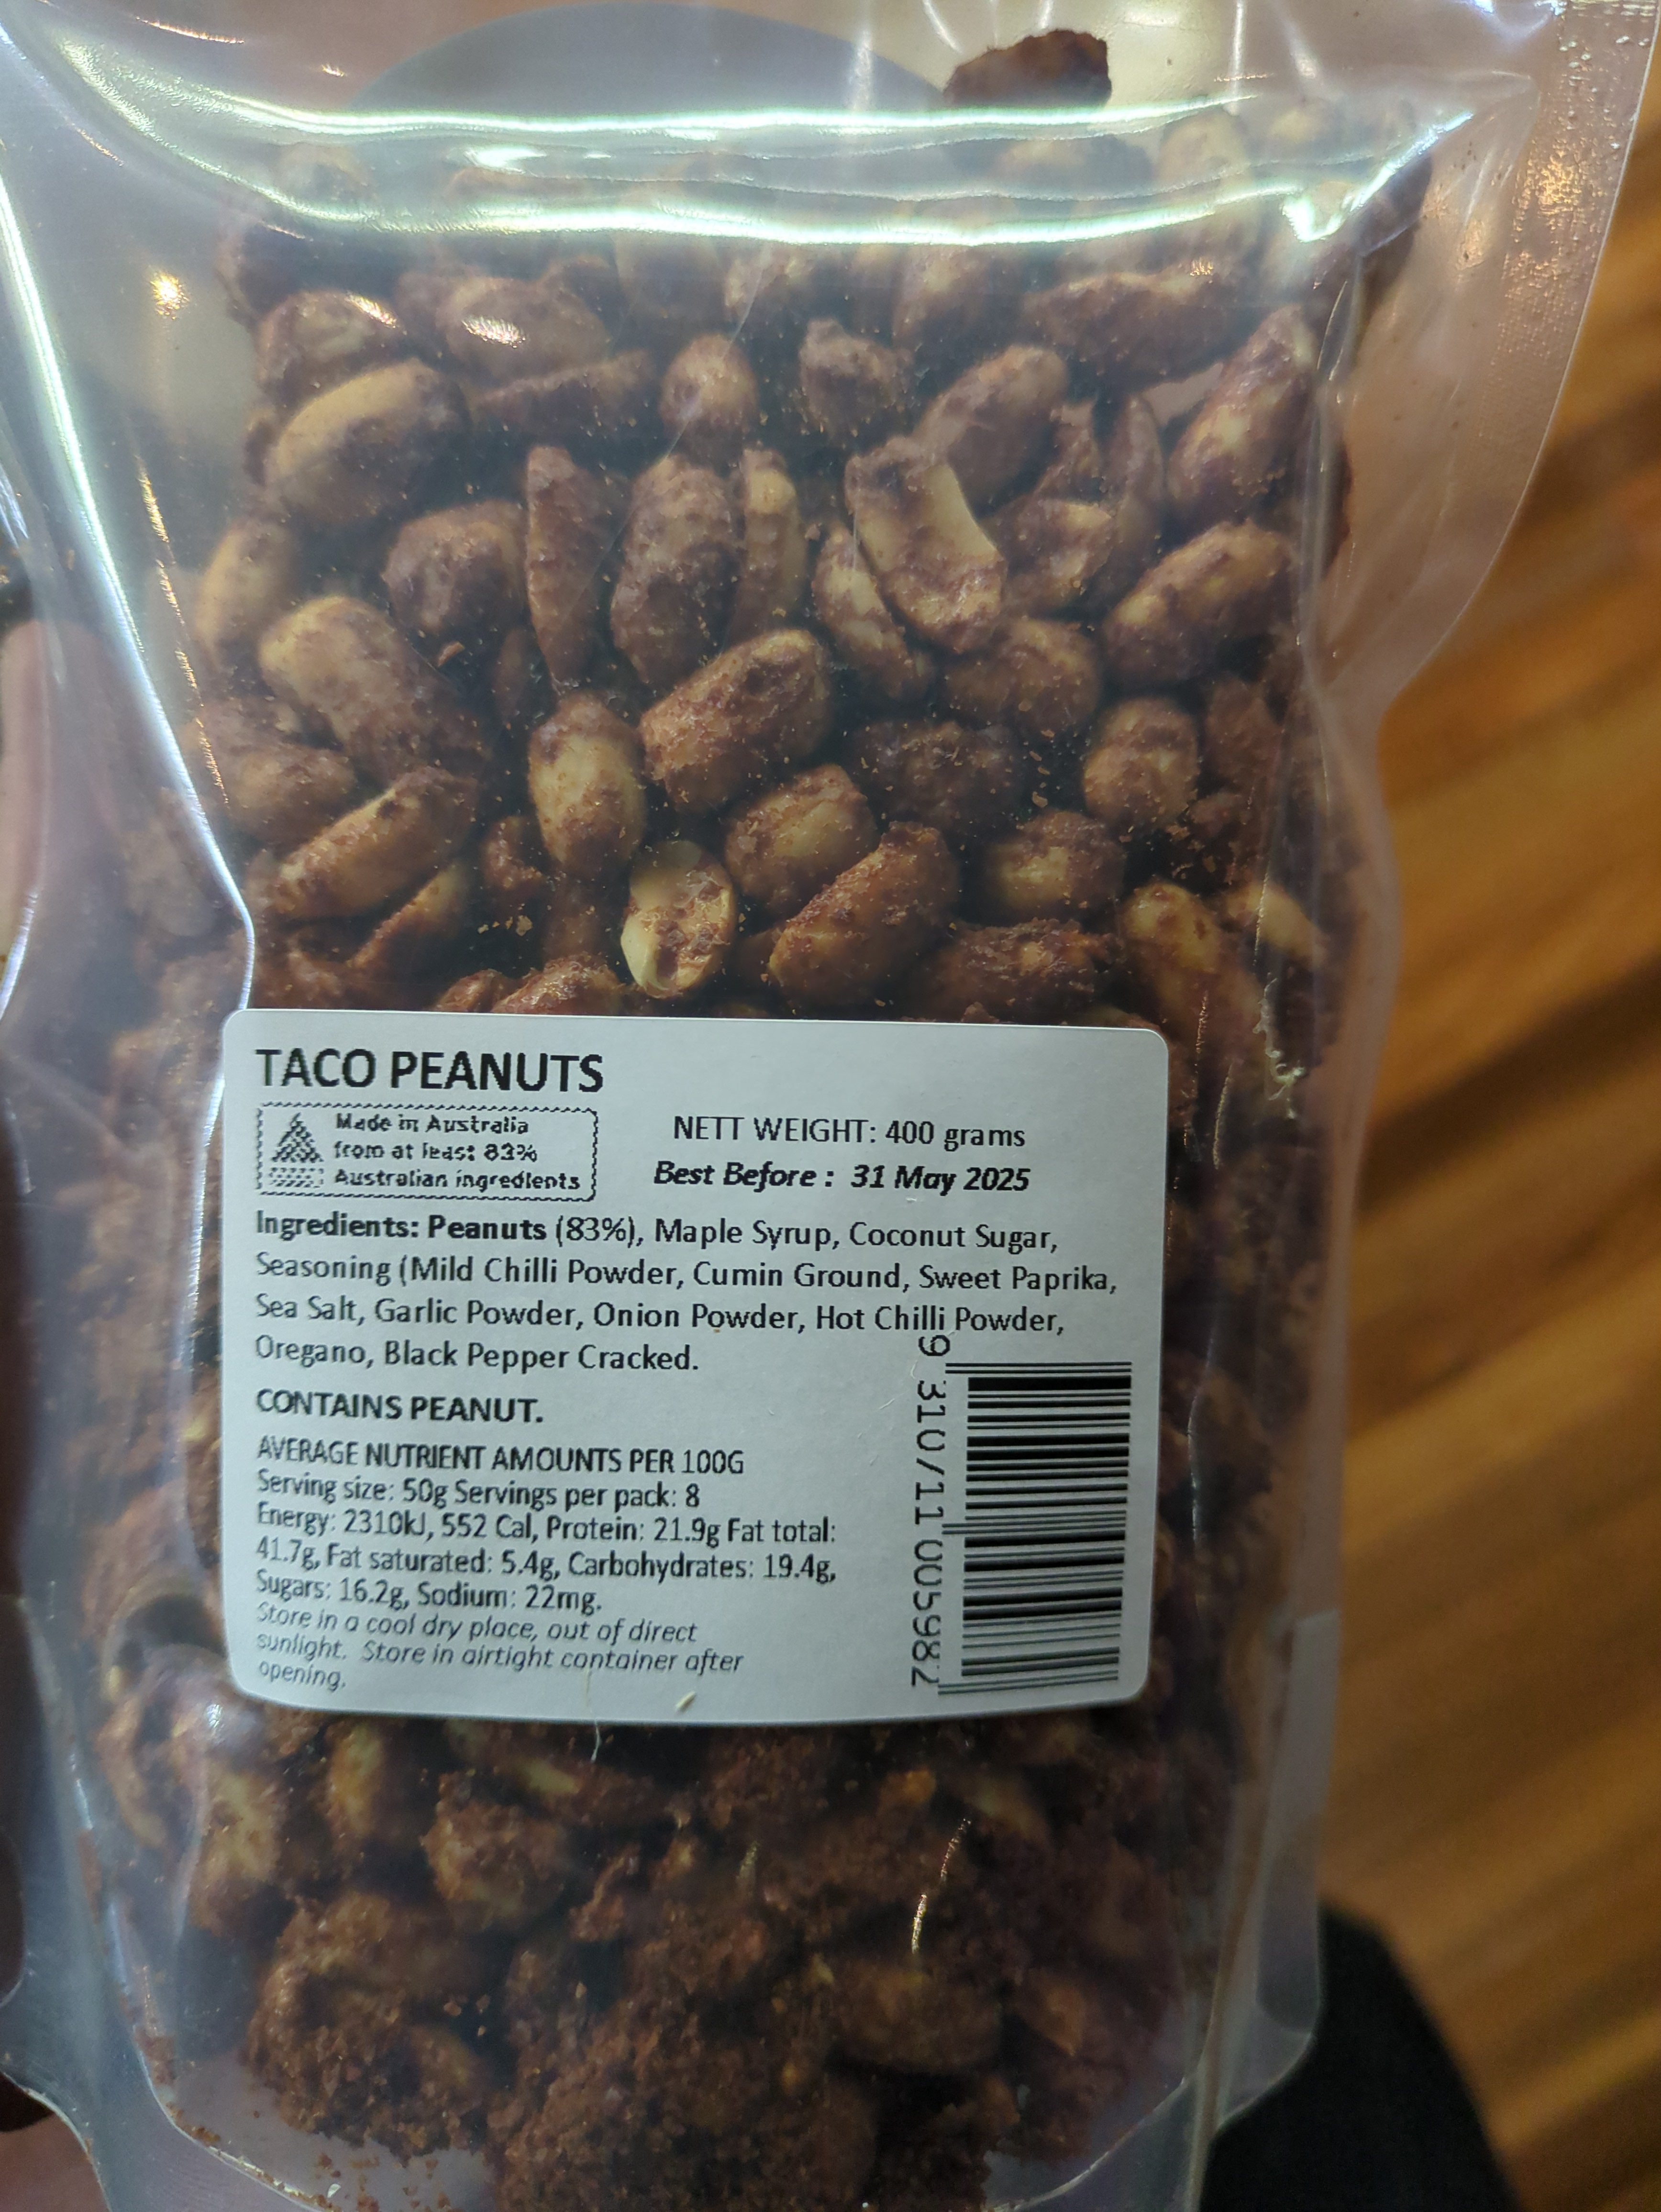 TACO PEANUTS
Made in Australia
from at least 83%
Australian ingredients
NETT WEIGHT: 400 grams
Best Before : 31 May 2025
Ingredients: Peanuts (83%), Maple Syrup, Coconut Sugar,
Seasoning (Mild Chilli Powder, Cumin Ground, Sweet Paprika,
Sea Salt, Garlic Powder, Onion Powder, Hot Chilli Powder,
Oregano, Black Pepper Cracked.
CONTAINS PEANUT.
AVERAGE NUTRIENT AMOUNTS PER 100G
Serving size: 50g Servings per pack: 8
Energy: 2310kJ, 552 Cal, Protein: 21.9g Fat total:
41.7g, Fat saturated: 5.4g, Carbohydrates: 19.4g,
Sugars: 16.2g, Sodium: 22mg.
Store in a cool dry place, out of direct
sunlight. Store in airtight container after
opening.
9 310711 005982